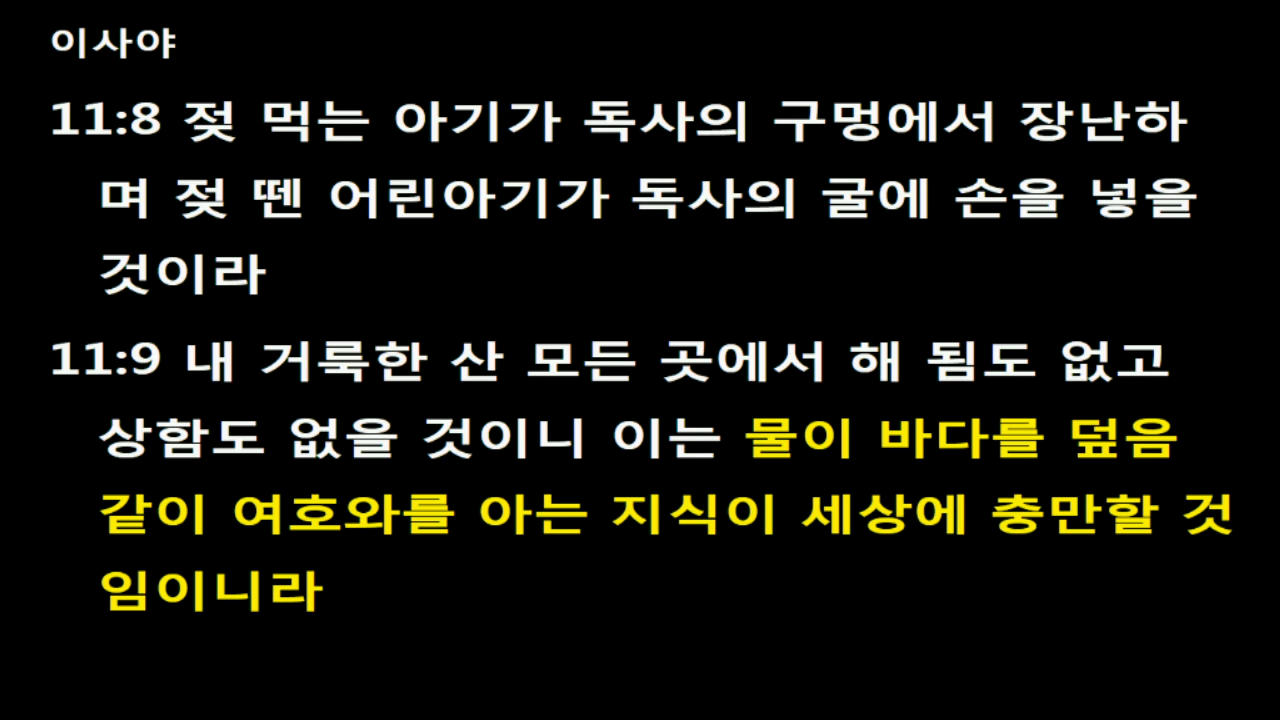 이사야
11:8 젖 먹는 아기가 독사의 구멍에서 장난하
며 젖 뗀 어린아기가 독사의 굴에 손을 넣을
것이라
11:9 내 거룩한 산 모든 곳에서 해 됨도 없고
상함도 없을 것이니 이는 물이 바다를 덮음
같이 여호와를 아는 지식이 세상에 충만할 것
임이니라